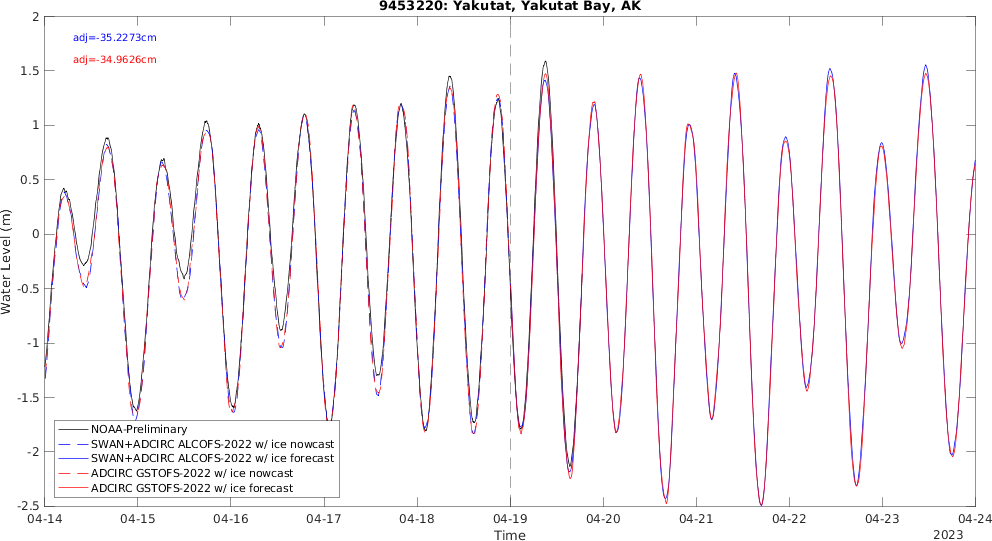 9453220: Yakutat, Yakutat Bay, AK
adj=-35.2273cm
adj=-34.9626cm
2
1.5
1
0.5
0
-0.5
-1
-1.5
-2
-2.5
Water Level (m)
NOAA-Preliminary
SWAN+ADCIRC ALCOFS-2022 w/ ice nowcast
SWAN+ADCIRC ALCOFS-2022 w/ ice forecast
ADCIRC GSTOFS-2022 w/ ice nowcast
ADCIRC GSTOFS-2022 w/ ice forecast
04-14 04-15 04-16 04-17 04-18 04-19 04-20 04-21 04-22 04-23 04-24
Time
2023